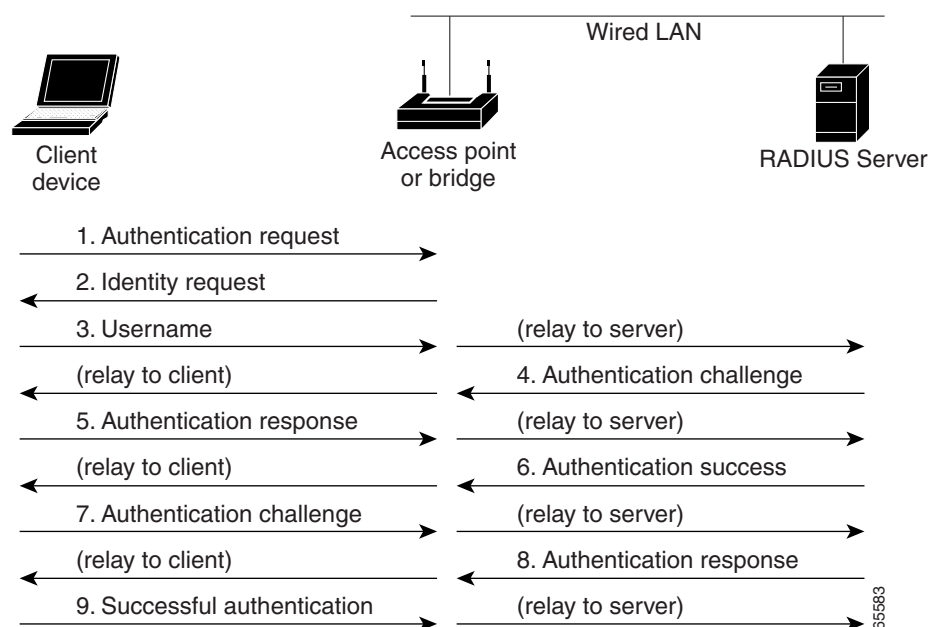 Wired LAN
Client
device
Access point
or bridge
RADIUS Server
1. Authentication request
2. Identity request
3. Username
(relay to server)
(relay to client)
4. Authentication challenge
5. Authentication response
(relay to server)
(relay to client)
6. Authentication success
7. Authentication challenge
(relay to server)
(relay to client)
8. Authentication response
9. Successful authentication
(relay to server)
65583